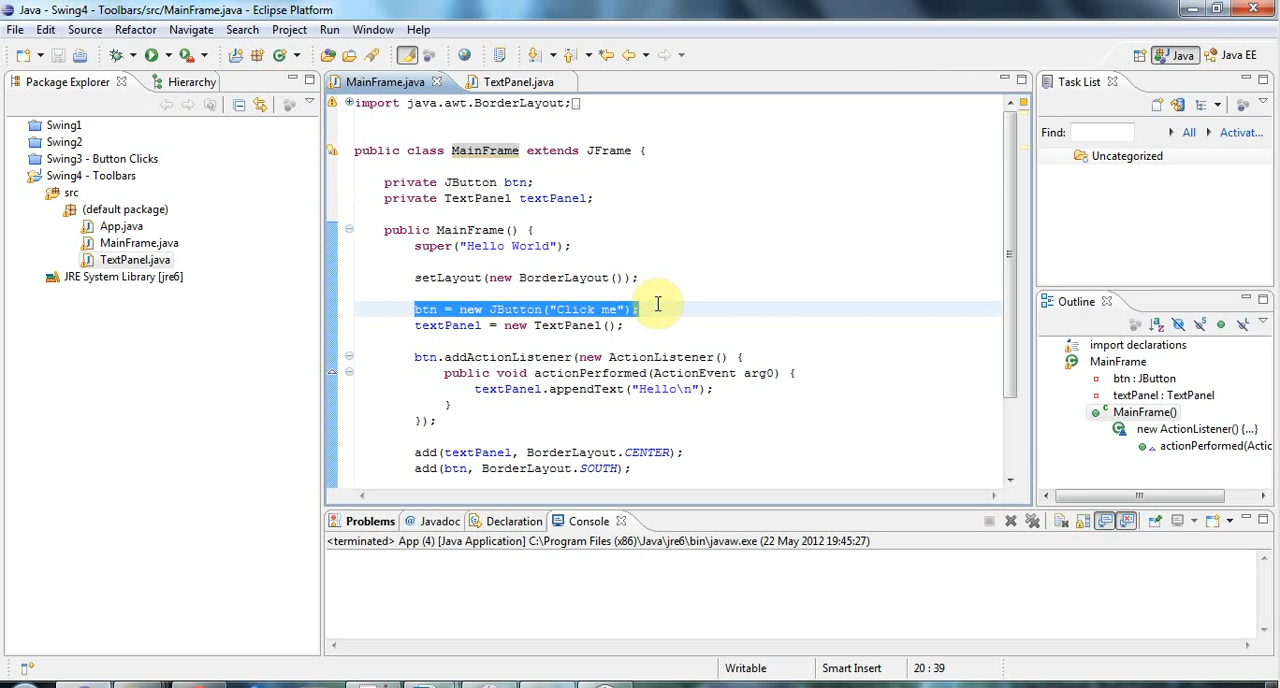 Java - Swing4 - Toolbars/src/MainFrame.java - Eclipse Platform
File Edit Source Refactor Navigate Search Project Run Window Help
Java Java EE
Package Explorer Hierarchy
Swing1
Swing2
Swing3 - Button Clicks
Swing4 - Toolbars
src
(default package)
App.java
MainFrame.java
TextPanel.java
JRE System Library [jre6]
MainFrame.java TextPanel.java
import java.awt.BorderLayout;
public class MainFrame extends JFrame {
private JButton btn;
private TextPanel textPanel;
public MainFrame() {
super("Hello World");
setLayout(new BorderLayout());
btn = new JButton("Click me");
textPanel = new TextPanel();
btn.addActionListener(new ActionListener() {
public void actionPerformed(ActionEvent arg0) {
textPanel.appendText("Hello\n");
}
});
add(textPanel, BorderLayout.CENTER);
add(btn, BorderLayout.SOUTH);
Task List
Find: All Activat...
Uncategorized
Outline
import declarations
MainFrame
btn : JButton
textPanel : TextPanel
MainFrame()
new ActionListener() {...}
actionPerformed(Actic
Problems Javadoc Declaration Console
<terminated> App (4) [Java Application] C:\Program Files (x86)\Java\jre6\bin\javaw.exe (22 May 2012 19:45:27)
Writable Smart Insert 20 : 39